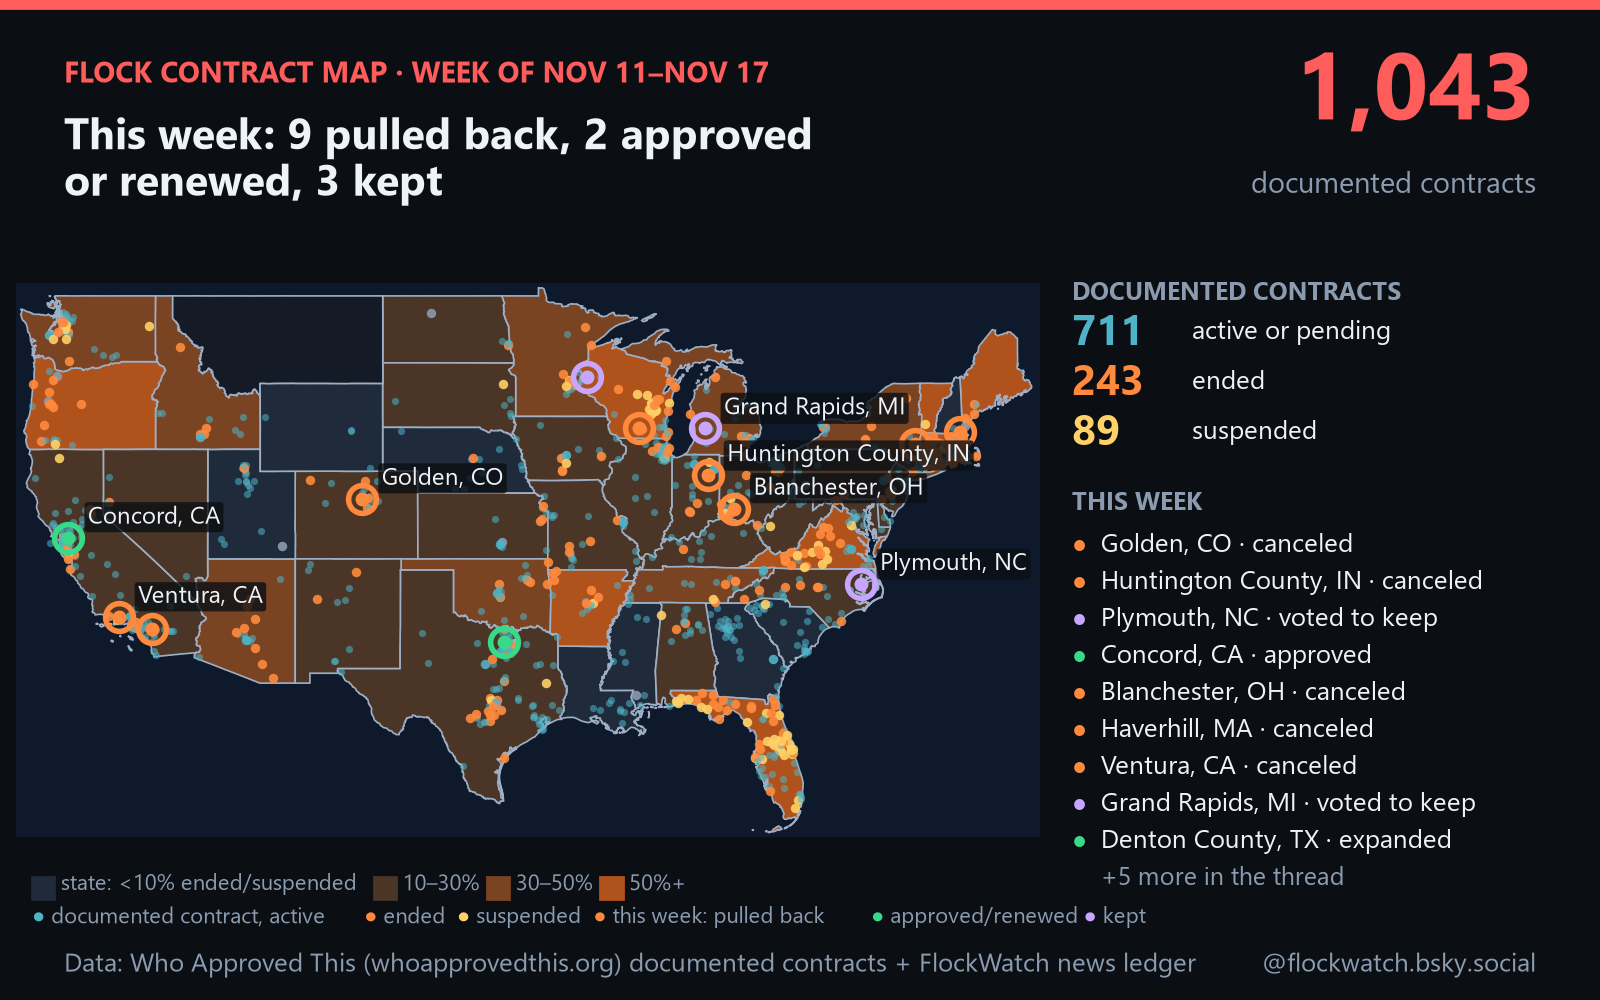 FLOCK CONTRACT MAP · WEEK OF NOV 11–NOV 17
This week: 9 pulled back, 2 approved
or renewed, 3 kept
1,043
documented contracts
Grand Rapids, MI
Huntington County, IN
Golden, CO
Blanchester, OH
Concord, CA
Plymouth, NC
Ventura, CA
DOCUMENTED CONTRACTS
711 active or pending
243 ended
89 suspended
THIS WEEK
Golden, CO · canceled
Huntington County, IN · canceled
Plymouth, NC · voted to keep
Concord, CA · approved
Blanchester, OH · canceled
Haverhill, MA · canceled
Ventura, CA · canceled
Grand Rapids, MI · voted to keep
Denton County, TX · expanded
+5 more in the thread
state: <10% ended/suspended 10–30% 30–50% 50%+
documented contract, active ended suspended this week: pulled back approved/renewed kept
Data: Who Approved This (whoapprovedthis.org) documented contracts + FlockWatch news ledger
@flockwatch.bsky.social